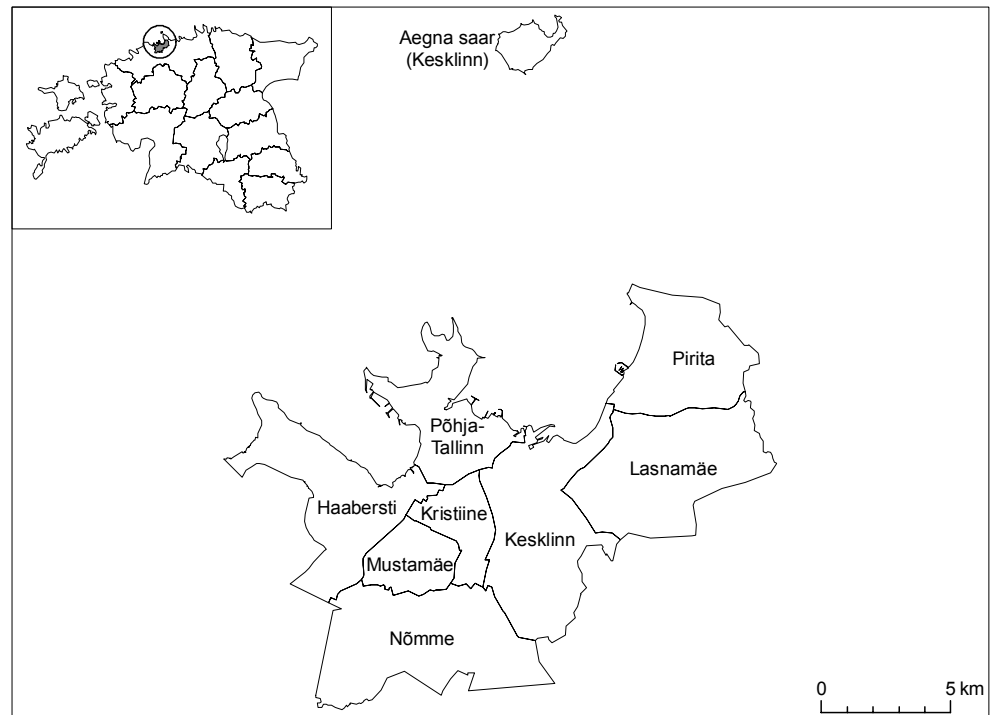 Aegna saar
(Kesklinn)
Pirita
Põhja-
Tallinn
Lasnamäe
Haabersti
Kristiine
Kesklinn
Mustamäe
Nõmme
0 5 km